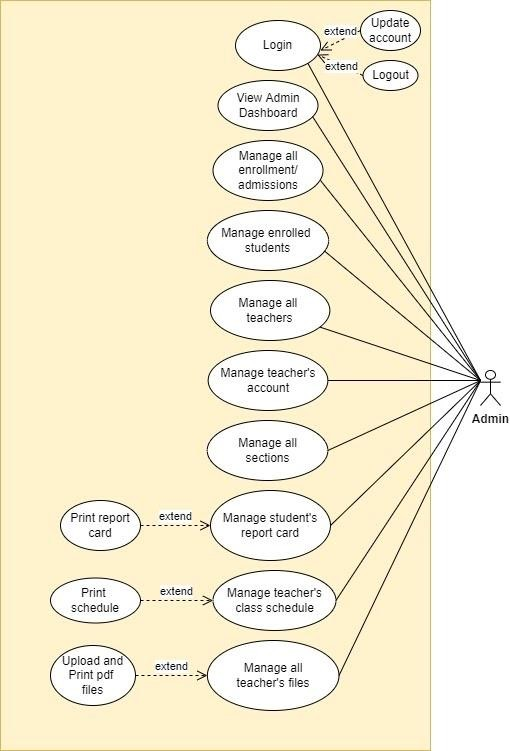 Update
account
extend
Login
extend
Logout
View Admin
Dashboard
Manage all
enrollment/
admissions
Manage enrolled
students
Manage all
teachers
Manage teacher's
account
Admin
Manage all
sections
Print report
card
extend
Manage student's
report card
Print
schedule
extend
Manage teacher's
class schedule
Upload and
Print pdf
files
extend
Manage all
teacher's files